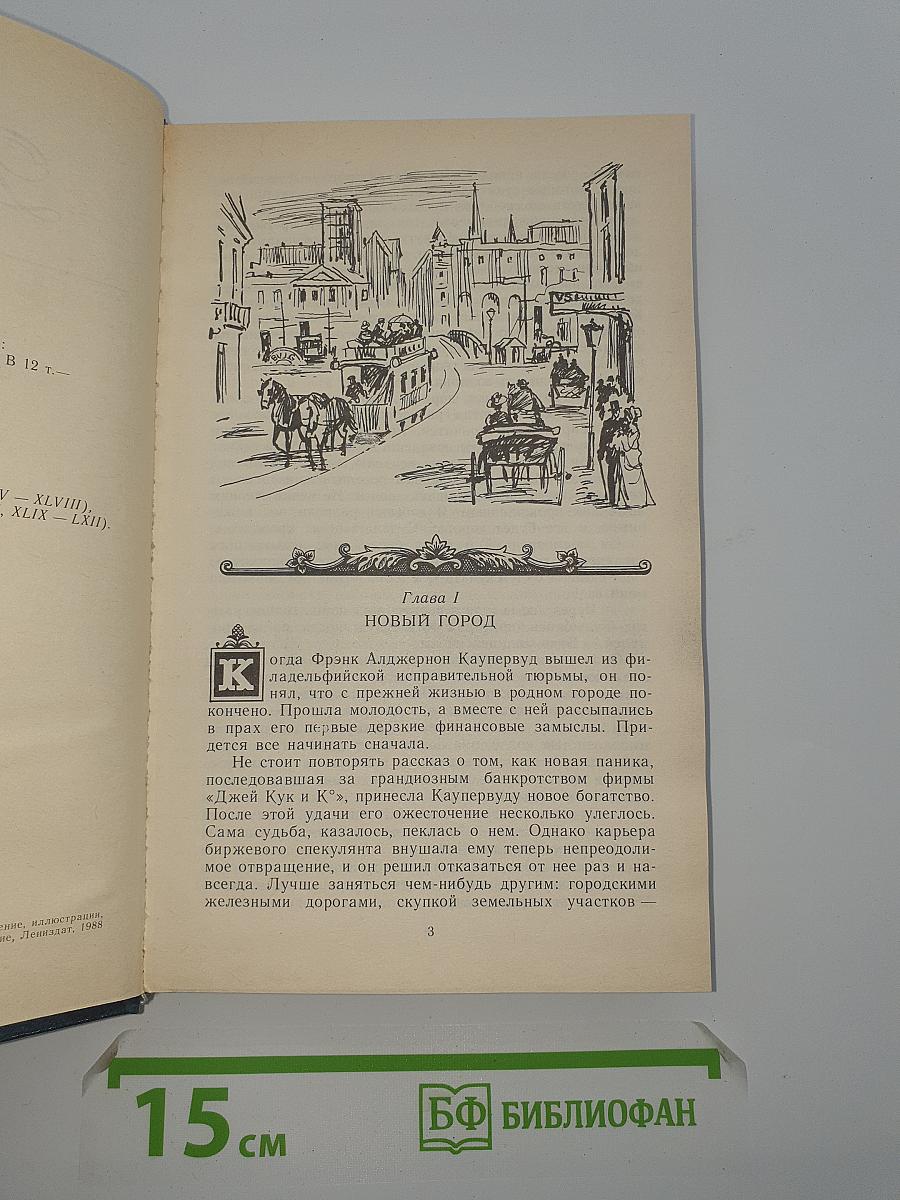 :
В 12 т.—
V — XLVIII),
, XLIX — LXII).
ение, иллюстрации,
ие, Лениздат, 1988
Глава I
НОВЫЙ ГОРОД
Когда Фрэнк Алджернон Каупервуд вышел из фи-
ладельфийской исправительной тюрьмы, он по-
нял, что с прежней жизнью в родном городе по-
кончено. Прошла молодость, а вместе с ней рассыпались
в прах его первые дерзкие финансовые замыслы. При-
дется все начинать сначала.
Не стоит повторять рассказ о том, как новая паника,
последовавшая за грандиозным банкротством фирмы
«Джей Кук и К°», принесла Каупервуду новое богатство.
После этой удачи его ожесточение несколько улеглось.
Сама судьба, казалось, пеклась о нем. Однако карьера
биржевого спекулянта внушала ему теперь непреодоли-
мое отвращение, и он решил отказаться от нее раз и на-
всегда. Лучше заняться чем-нибудь другим: городскими
железными дорогами, скупкой земельных участков —
3
15 см
БФ БИБЛИОФАН